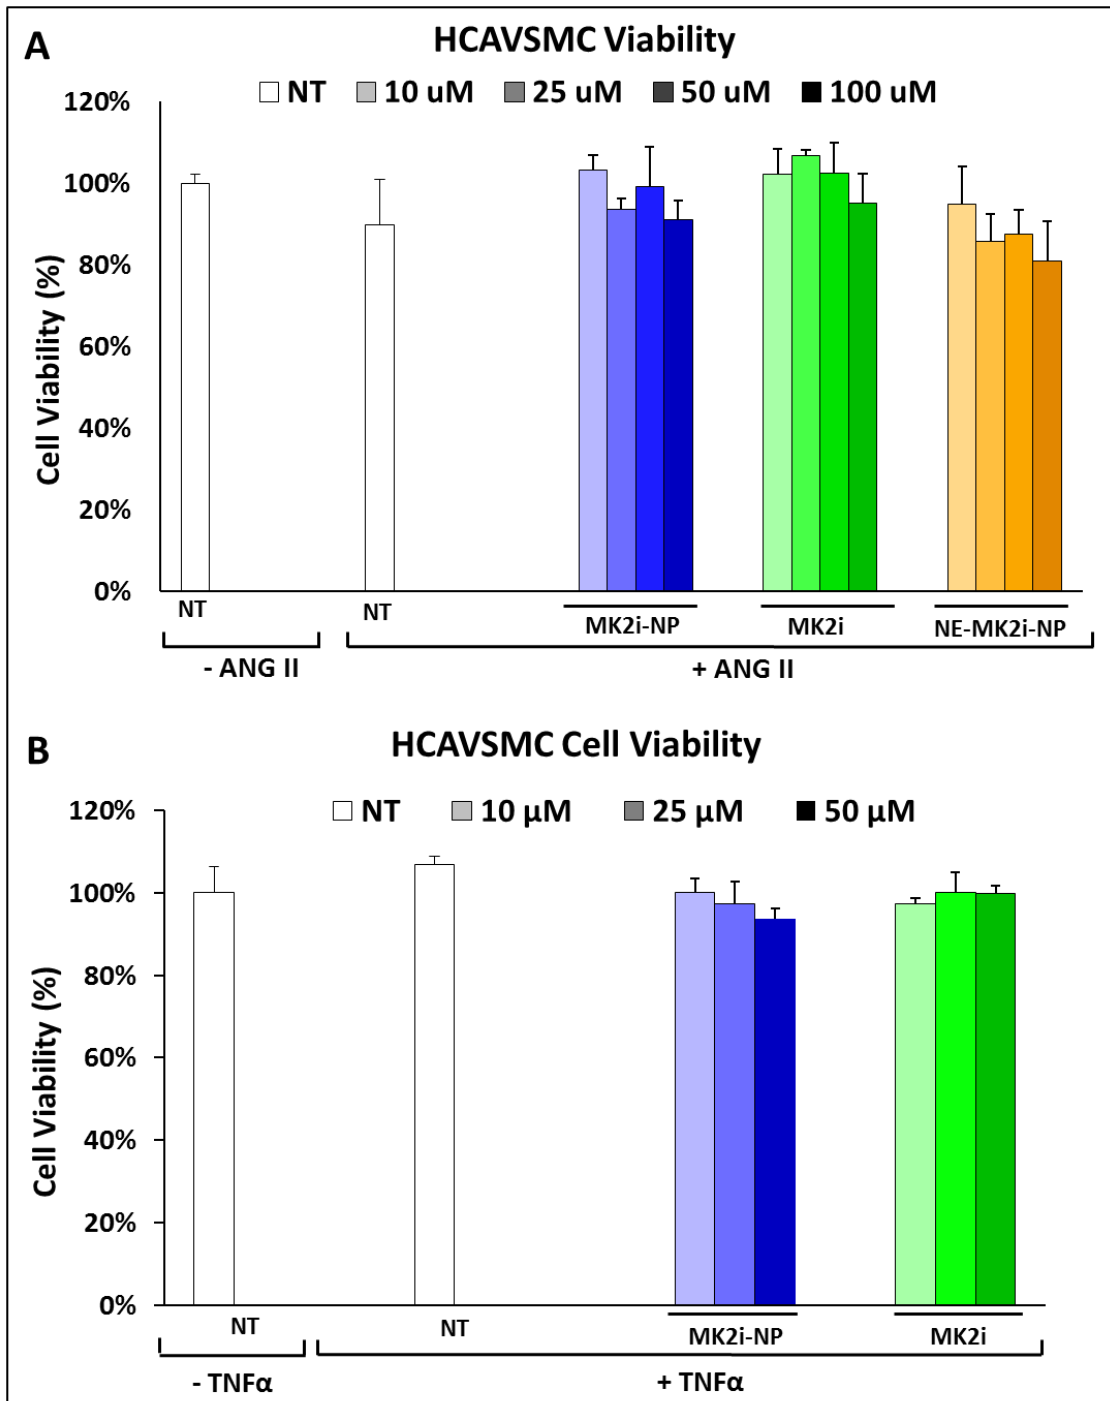 A
HCAVSMC Viability
NT 10 uM 25 uM 50 uM 100 uM
Cell Viability (%)
120%
100%
80%
60%
40%
20%
0%
NT
NT
MK2i-NP
MK2i
NE-MK2i-NP
- ANG II
+ ANG II
B
HCAVSMC Cell Viability
NT 10 μM 25 μM 50 μM
Cell Viability (%)
120%
100%
80%
60%
40%
20%
0%
NT
NT
MK2i-NP
MK2i
- TNFα
+ TNFα